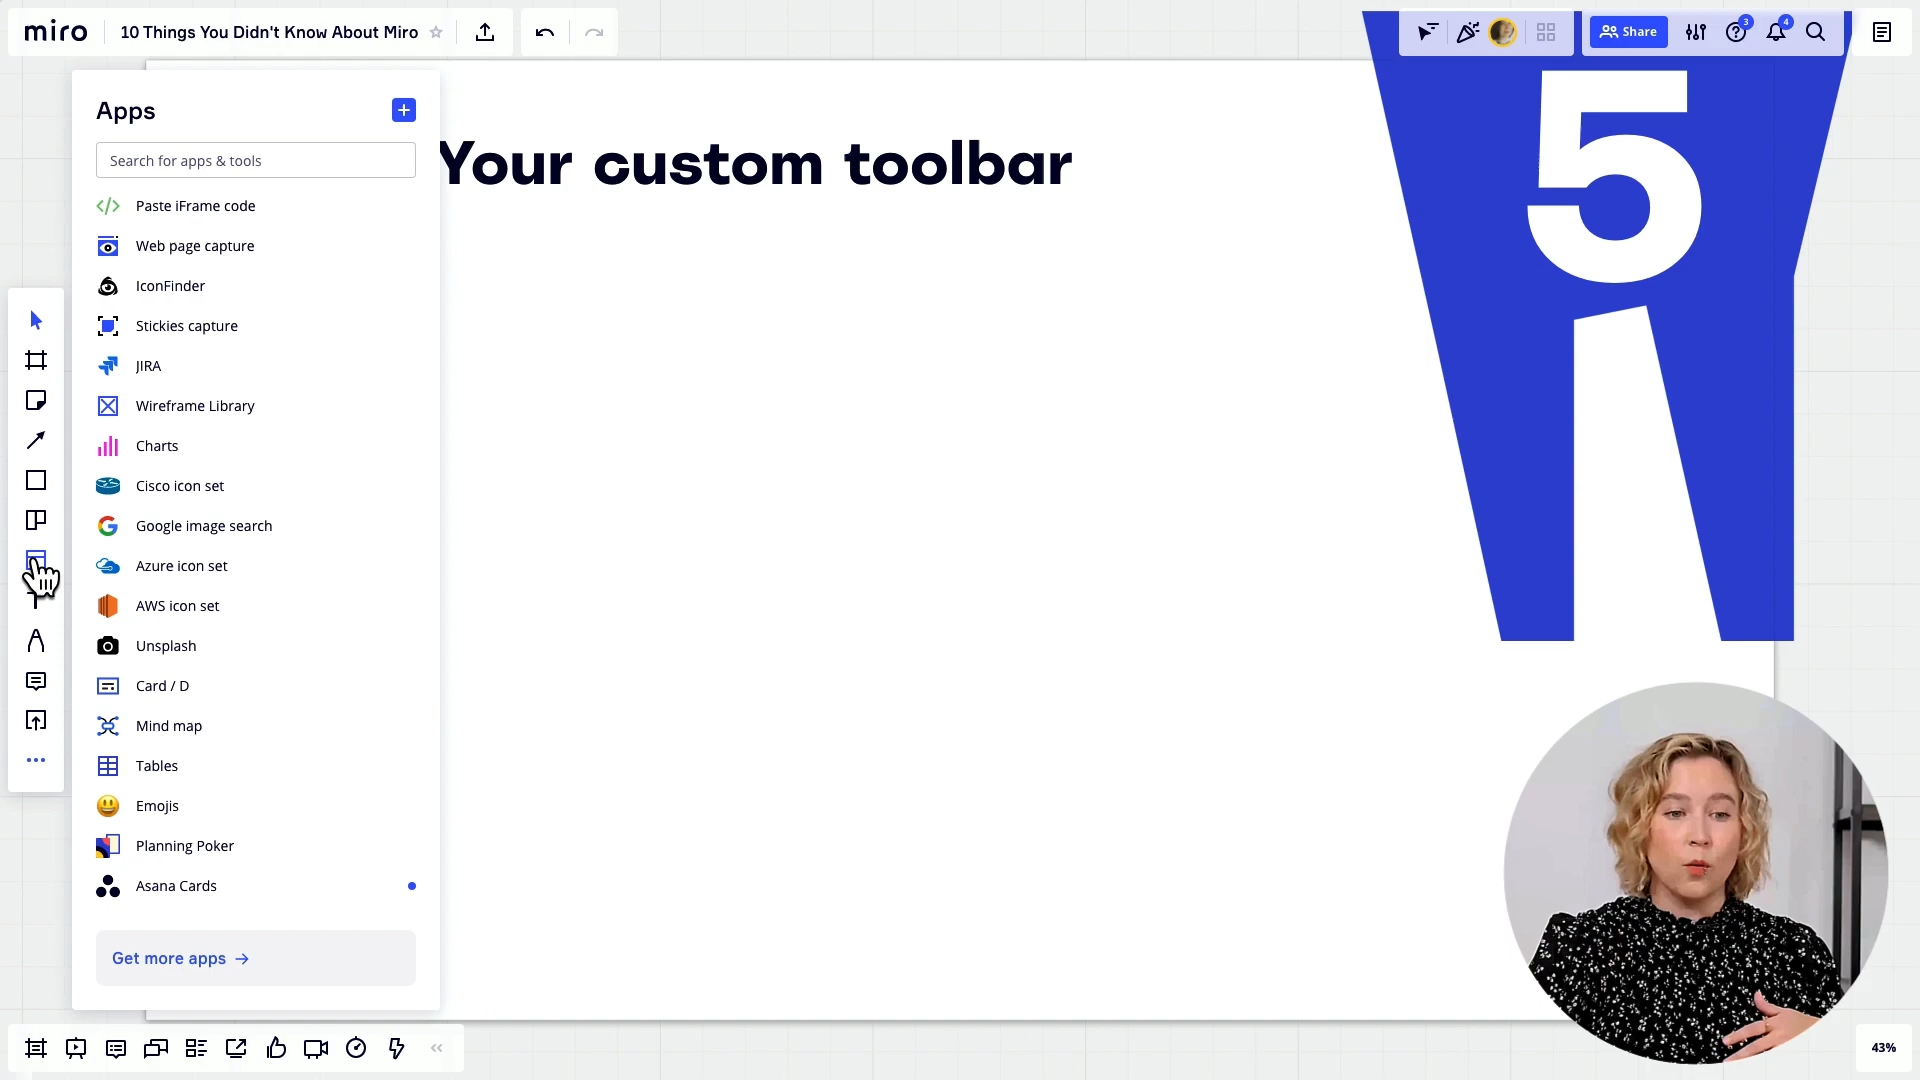 miro
10 Things You Didn't Know About Miro
Share
3
4
Apps
Search for apps & tools
Paste iFrame code
Web page capture
IconFinder
Stickies capture
JIRA
Wireframe Library
Charts
Cisco icon set
Google image search
Azure icon set
AWS icon set
Unsplash
Card / D
Mind map
Tables
Emojis
Planning Poker
Asana Cards
Get more apps →
Your custom toolbar
5
43%